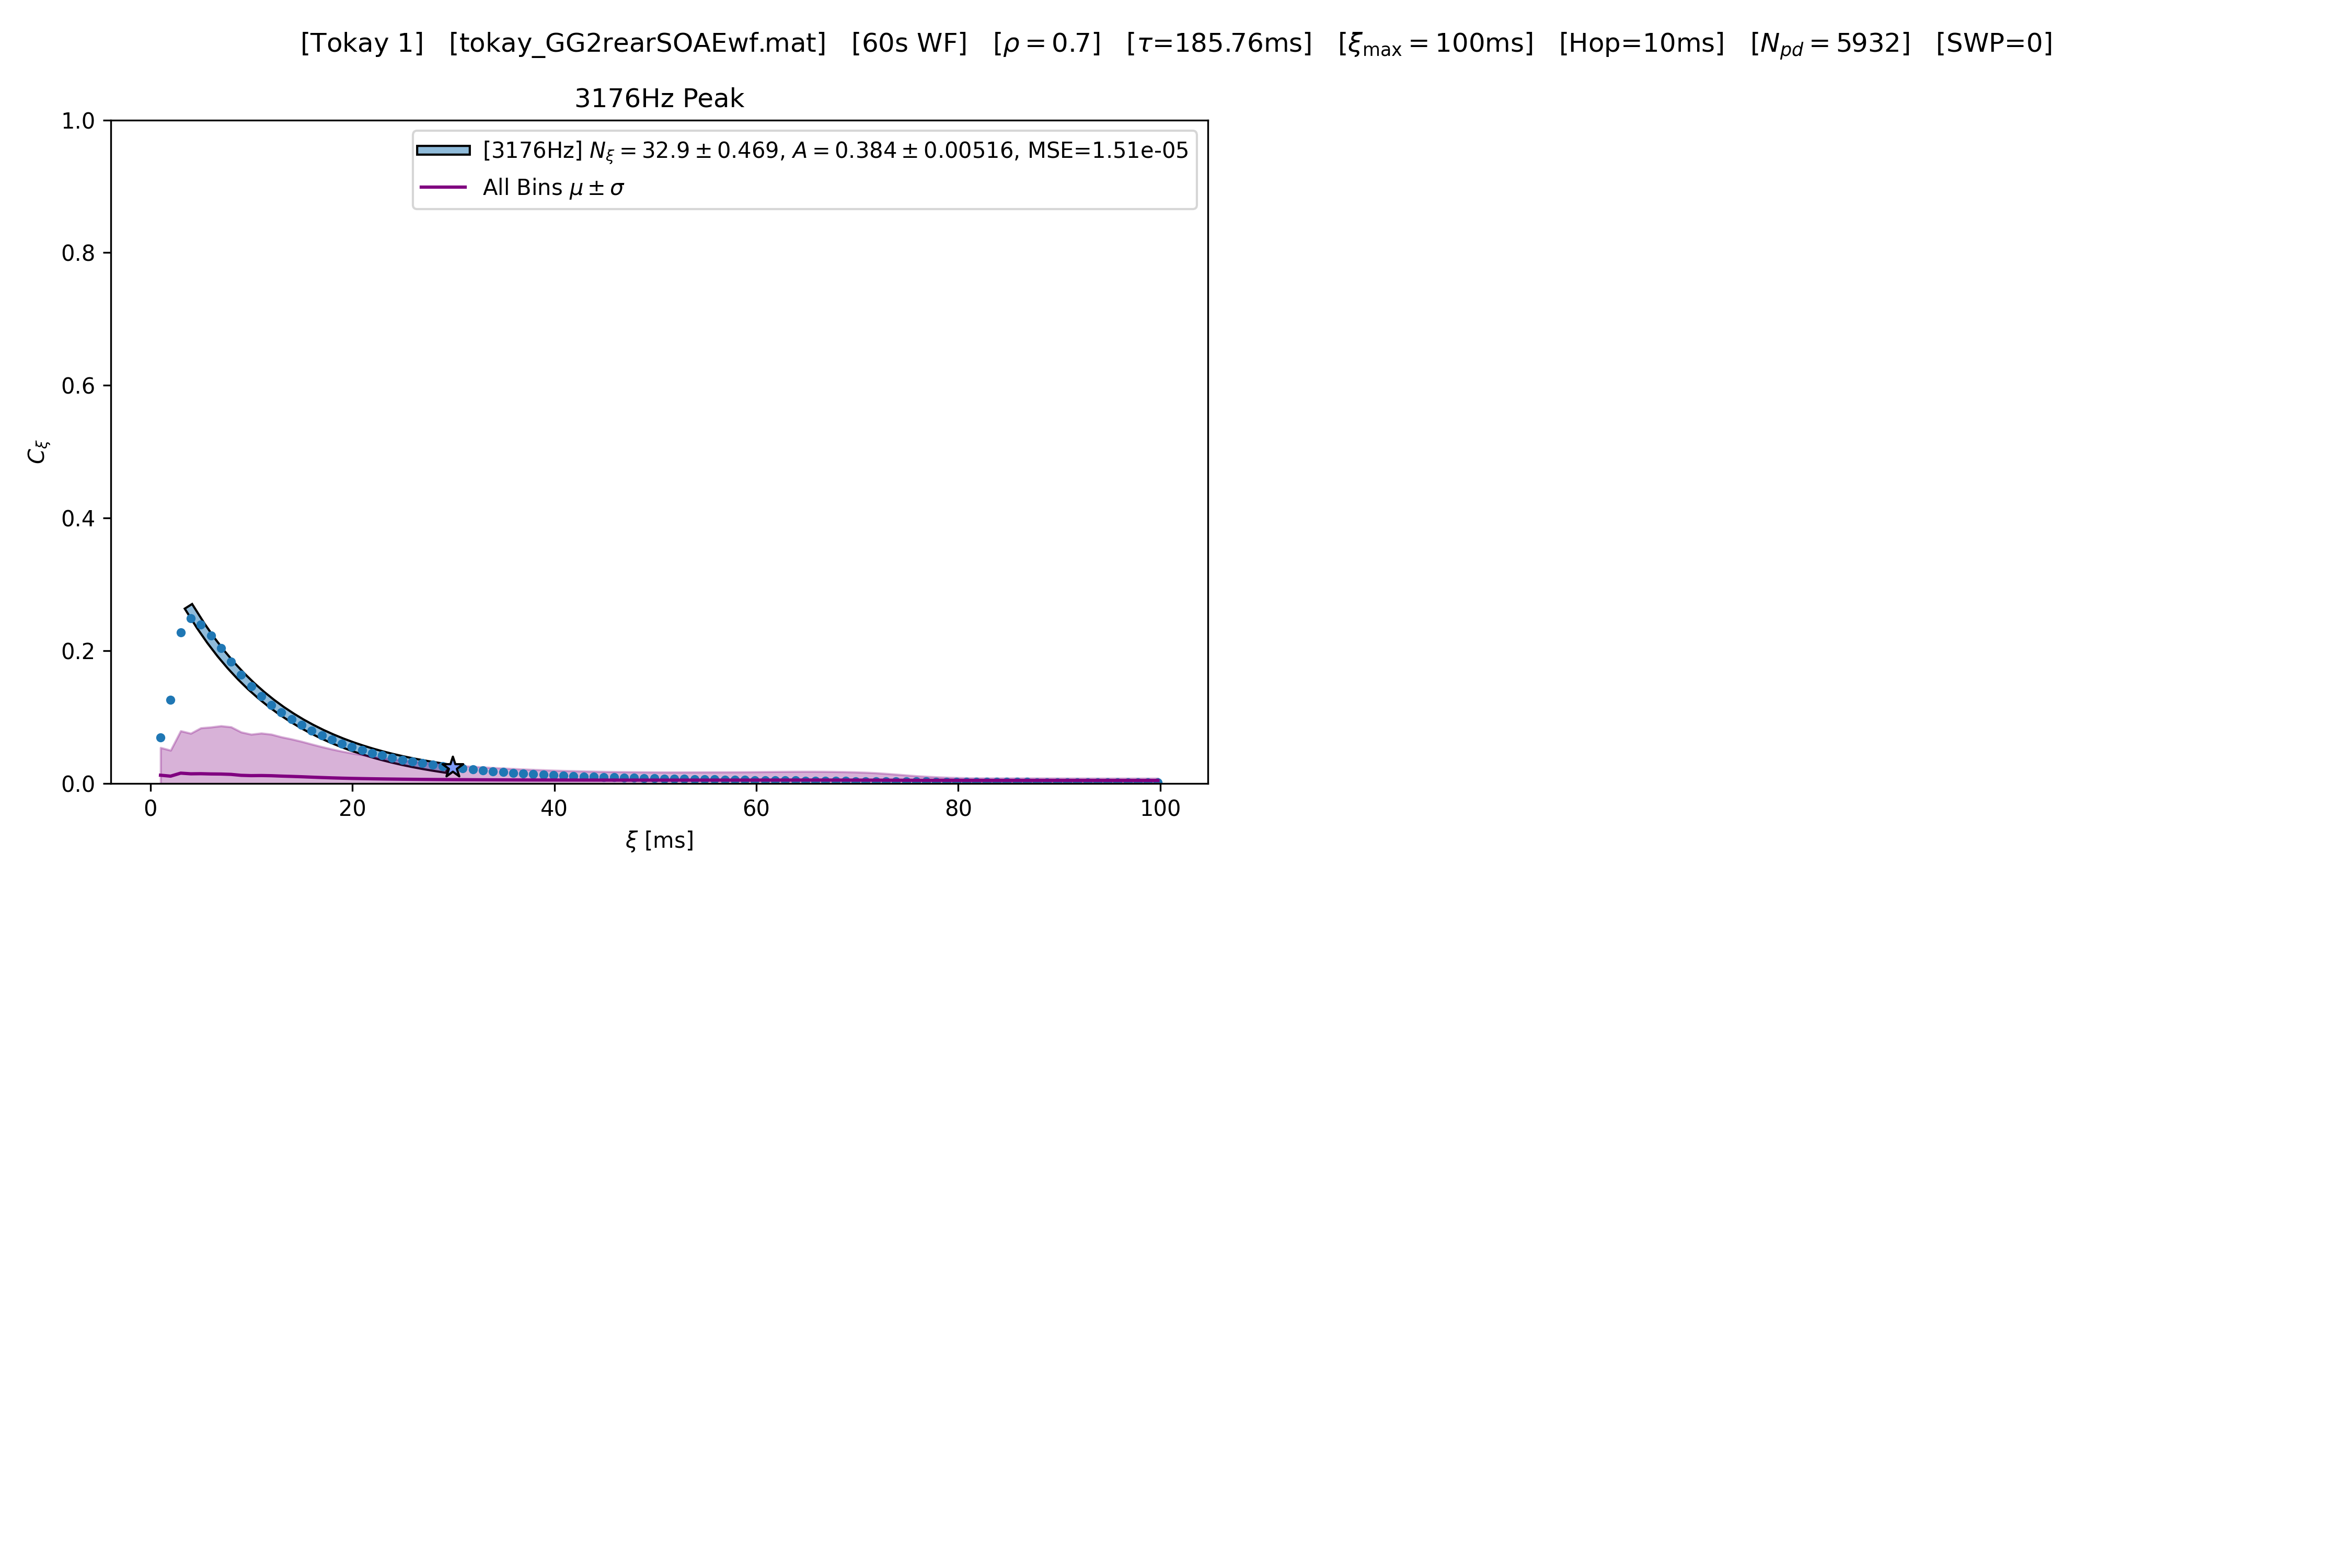 [Tokay 1] [tokay_GG2rearSOAEwf.mat] [60s WF] [ρ = 0.7] [τ=185.76ms] [ξmax = 100ms] [Hop=10ms] [Npd = 5932] [SWP=0]
3176Hz Peak
[3176Hz] Nξ = 32.9 ± 0.469, A = 0.384 ± 0.00516, MSE=1.51e-05
All Bins μ ± σ
1.0
0.8
0.6
0.4
0.2
0.0
Cξ
0 20 40 60 80 100
ξ [ms]